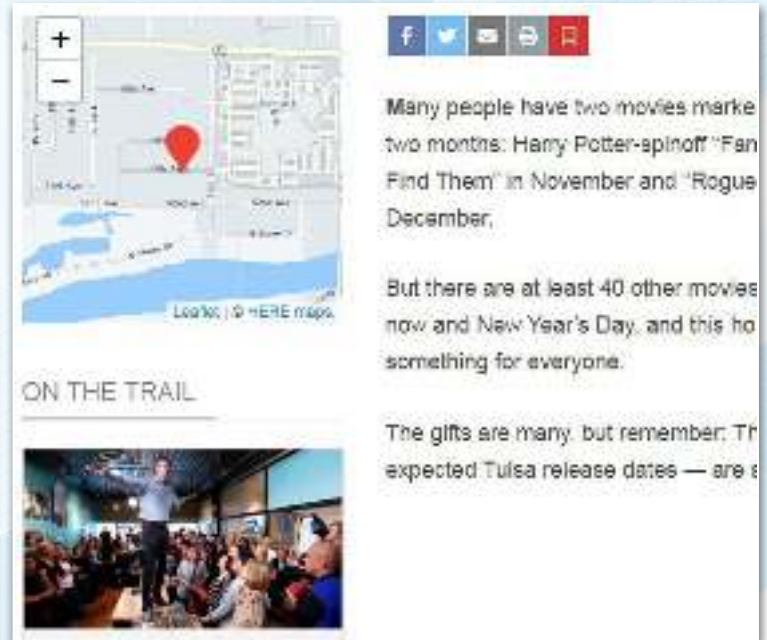 +
−
Leaflet | © HERE maps
ON THE TRAIL
f
Many people have two movies marke
two months: Harry Potter-spinoff “Fan
Find Them” in November and “Rogue
December.
But there are at least 40 other movies
now and New Year’s Day, and this ho
something for everyone.
The gifts are many, but remember: Th
expected Tulsa release dates — are s